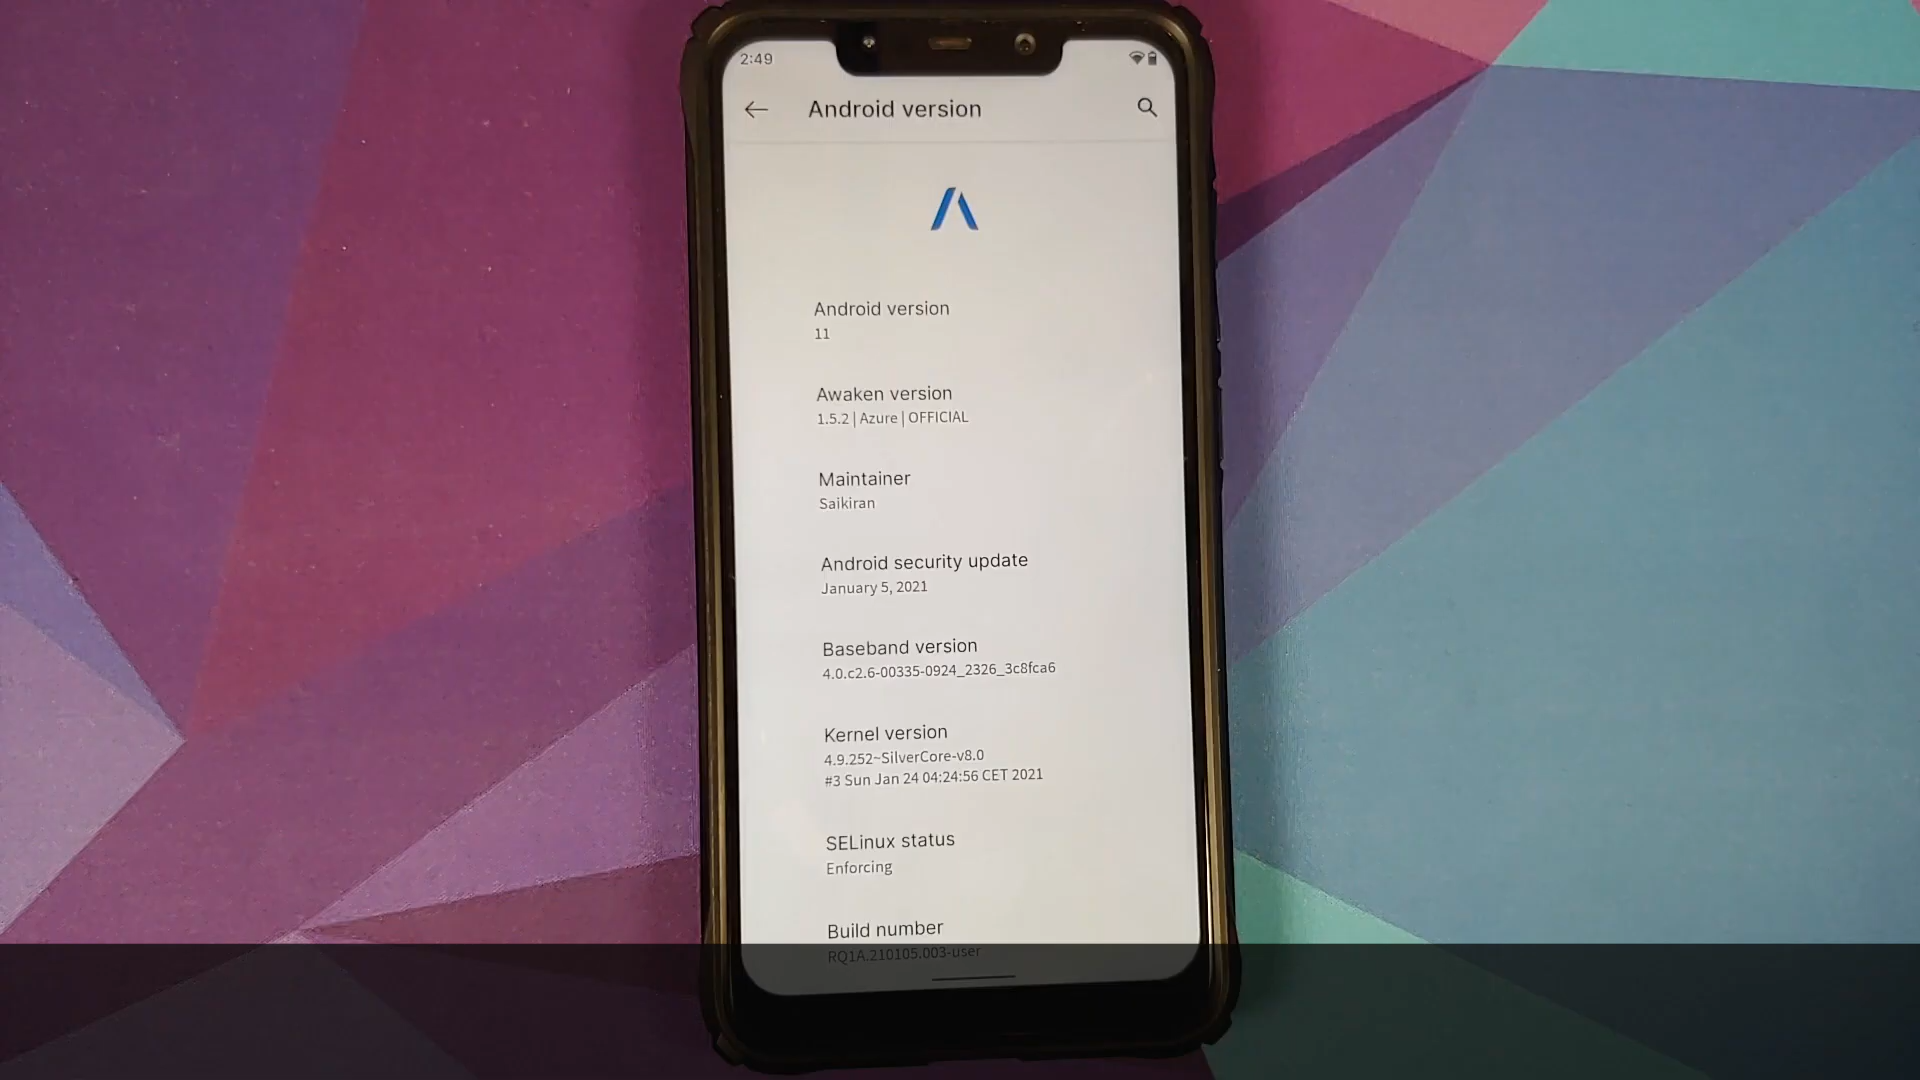 2:49
Android version
Android version
11
Awaken version
1.5.2 | Azure | OFFICIAL
Maintainer
Saikiran
Android security update
January 5, 2021
Baseband version
4.0.c2.6-00335-0924_2326_3c8fca6
Kernel version
4.9.252~SilverCore-v8.0
#3 Sun Jan 24 04:24:56 CET 2021
SELinux status
Enforcing
Build number
RQ1A.210105.003-user